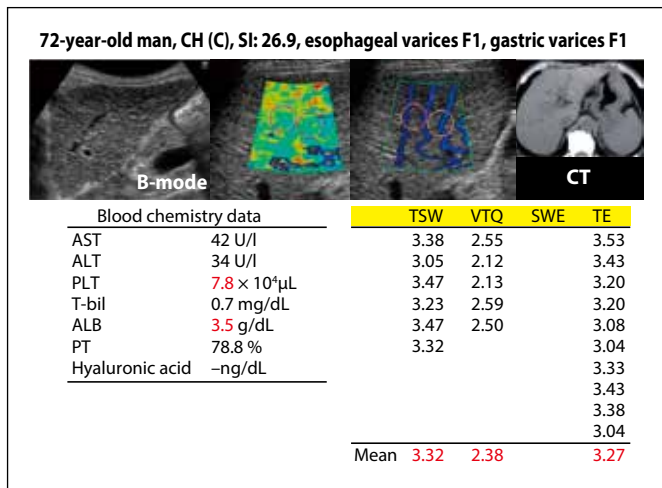 72-year-old man, CH (C), SI: 26.9, esophageal varices F1, gastric varices F1
B-mode
CT
Blood chemistry data
AST 42 U/l
ALT 34 U/l
PLT 7.8 × 10⁴µL
T-bil 0.7 mg/dL
ALB 3.5 g/dL
PT 78.8 %
Hyaluronic acid –ng/dL
TSW VTQ SWE TE
3.38 2.55 3.53
3.05 2.12 3.43
3.47 2.13 3.20
3.23 2.59 3.20
3.47 2.50 3.08
3.32 3.04
3.33
3.43
3.38
3.04
Mean 3.32 2.38 3.27